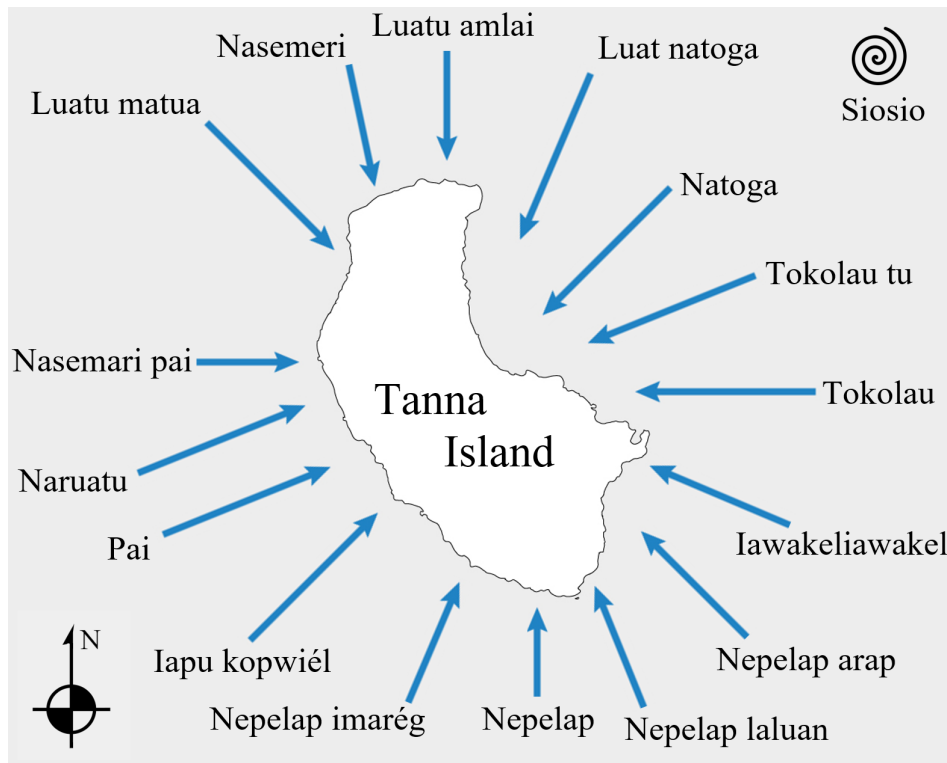 Luatu amlai
Nasemeri
Luat natoga
Luatu matua
Siosio
Natoga
Tokolau tu
Nasemari pai
Tanna
Island
Tokolau
Naruatu
Pai
Iawakeliawakel
N
Iapu kopwiél
Nepelap arap
Nepelap imarég
Nepelap
Nepelap laluan